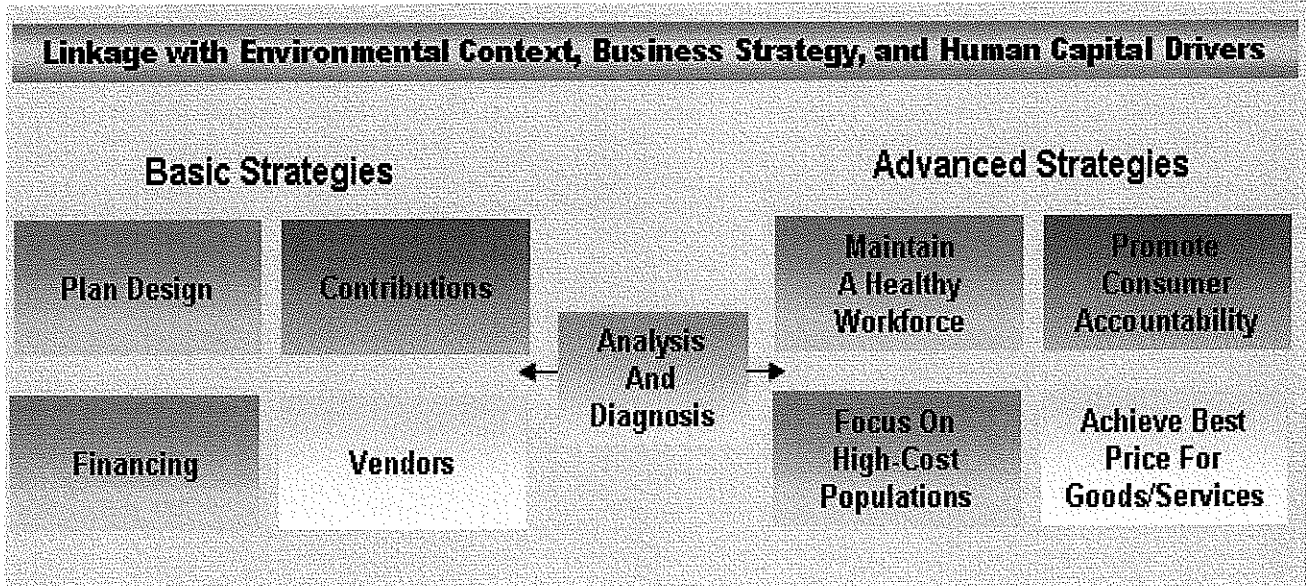 Linkage with Environmental Context, Business Strategy, and Human Capital Drivers
Basic Strategies
Plan Design
Contributions
Financing
Vendors
Analysis
And
Diagnosis
Advanced Strategies
Maintain
A Healthy
Workforce
Promote
Consumer
Accountability
Focus On
High-Cost
Populations
Achieve Best
Price For
Goods/Services